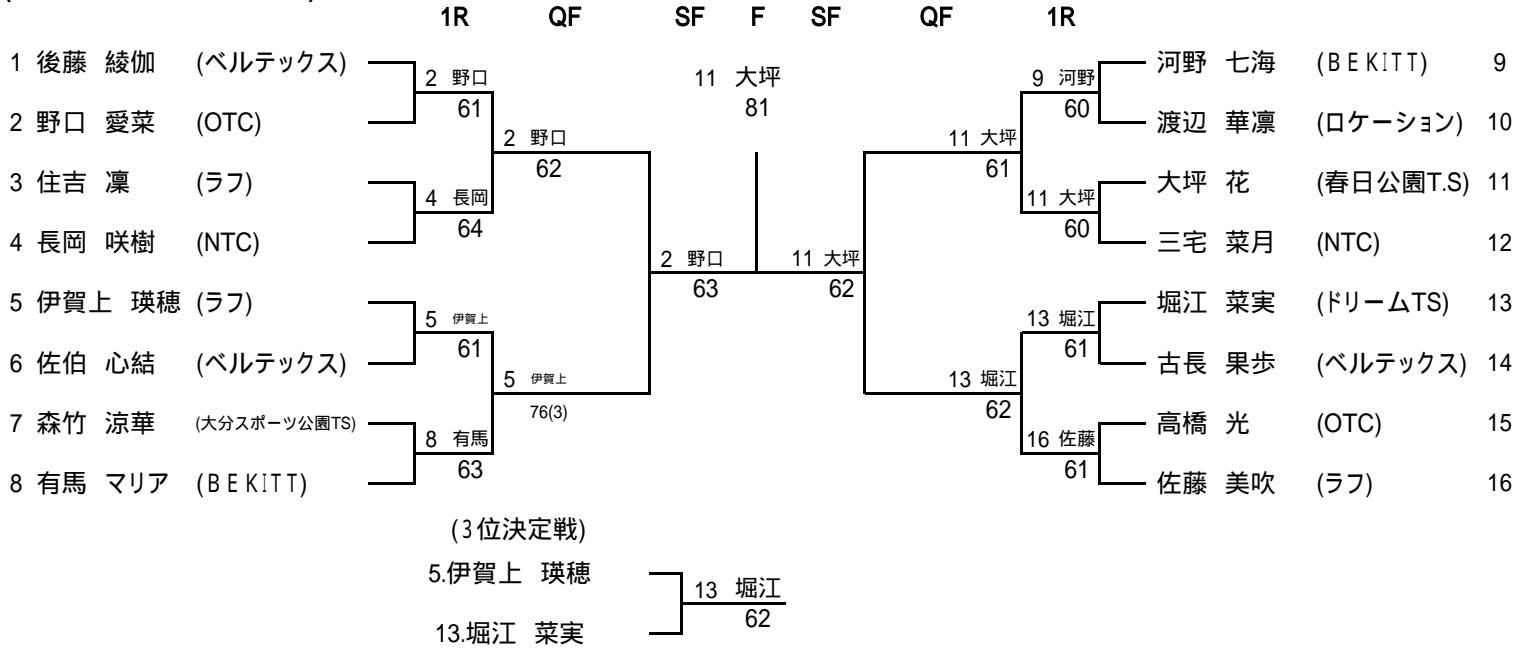 1R QF SF F SF QF 1R
1 後藤 綾伽 (ベルテックス) 河野 七海 (BEKITT) 9
2 野口 11 大坪 9 河野
61 81 60
2 野口 愛菜 (OTC) 渡辺 華凛 (ロケーション) 10
2 野口 11 大坪
62 61
3 住吉 凜 (ラフ) 大坪 花 (春日公園T.S) 11
4 長岡 11 大坪
64 60
4 長岡 咲樹 (NTC) 三宅 菜月 (NTC) 12
2 野口 11 大坪
63 62
5 伊賀上 瑛穂 (ラフ) 堀江 菜実 (ドリームTS) 13
5 伊賀上 13 堀江
61 61
6 佐伯 心結 (ベルテックス) 古長 果歩 (ベルテックス) 14
5 伊賀上 13 堀江
76(3) 62
7 森竹 涼華 (大分スポーツ公園TS) 高橋 光 (OTC) 15
8 有馬 16 佐藤
63 61
8 有馬 マリア (BEKITT) 佐藤 美吹 (ラフ) 16
(3位決定戦)
5.伊賀上 瑛穂
13 堀江
62
13.堀江 菜実